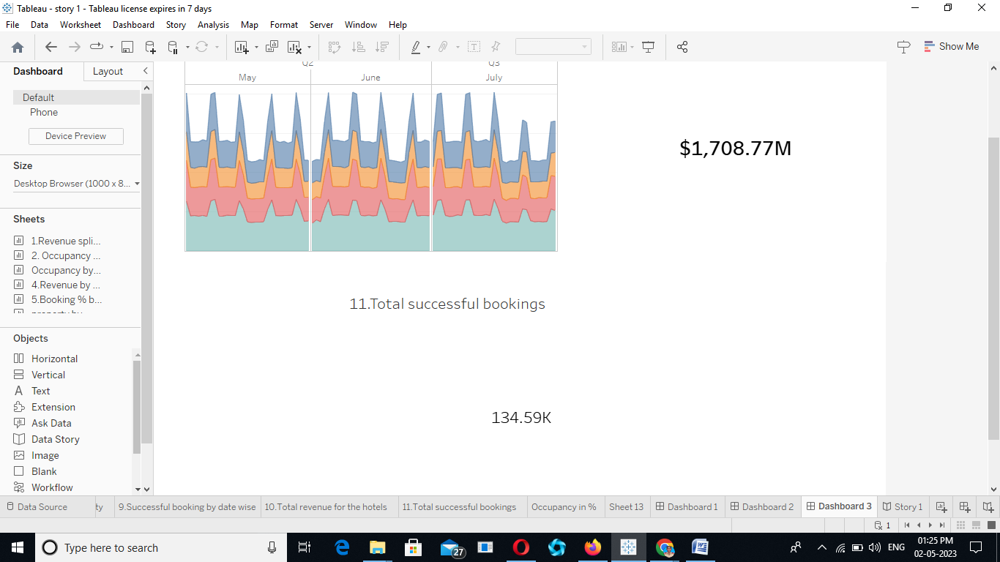 Tableau - story 1 - Tableau license expires in 7 days
File Data Worksheet Dashboard Story Analysis Map Format Server Window Help
Show Me
Dashboard Layout
Default
Phone
Device Preview
Size
Desktop Browser (1000 x 8...
Sheets
1.Revenue spli...
2. Occupancy ...
Occupancy by...
4.Revenue by ...
5.Booking % b...
Objects
Horizontal
Vertical
Text
Extension
Ask Data
Data Story
Image
Blank
Workflow
Q2 Q3
May June July
$1,708.77M
11.Total successful bookings
134.59K
Data Source ty 9.Successful booking by date wise 10.Total revenue for the hotels 11.Total successful bookings Occupancy in % Sheet 13 Dashboard 1 Dashboard 2 Dashboard 3 Story 1
1
Type here to search
27
ENG
01:25 PM
02-05-2023